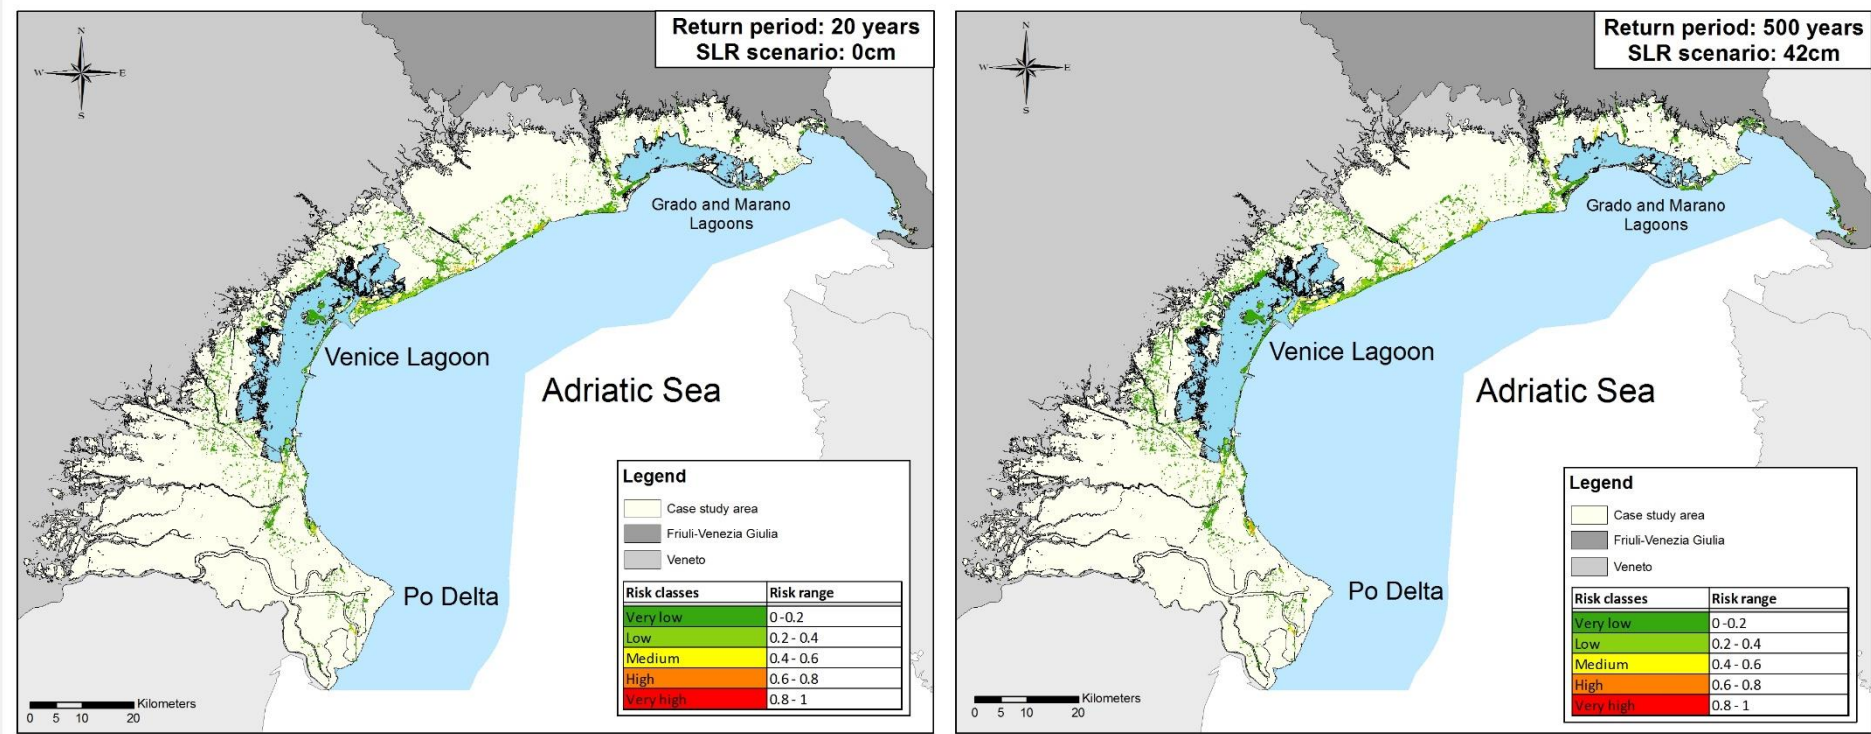 Return period: 20 years
SLR scenario: 0cm
N
W
E
S
Grado and Marano
Lagoons
Venice Lagoon
Adriatic Sea
Po Delta
Legend
Case study area
Friuli-Venezia Giulia
Veneto
Risk classes Risk range
Very low 0 -0.2
Low 0.2 - 0.4
Medium 0.4 - 0.6
High 0.6 - 0.8
Very high 0.8 - 1
Kilometers
0 5 10 20
Return period: 500 years
SLR scenario: 42cm
N
W
E
S
Grado and Marano
Lagoons
Venice Lagoon
Adriatic Sea
Po Delta
Legend
Case study area
Friuli-Venezia Giulia
Veneto
Risk classes Risk range
Very low 0 -0.2
Low 0.2 - 0.4
Medium 0.4 - 0.6
High 0.6 - 0.8
Very high 0.8 - 1
Kilometers
0 5 10 20